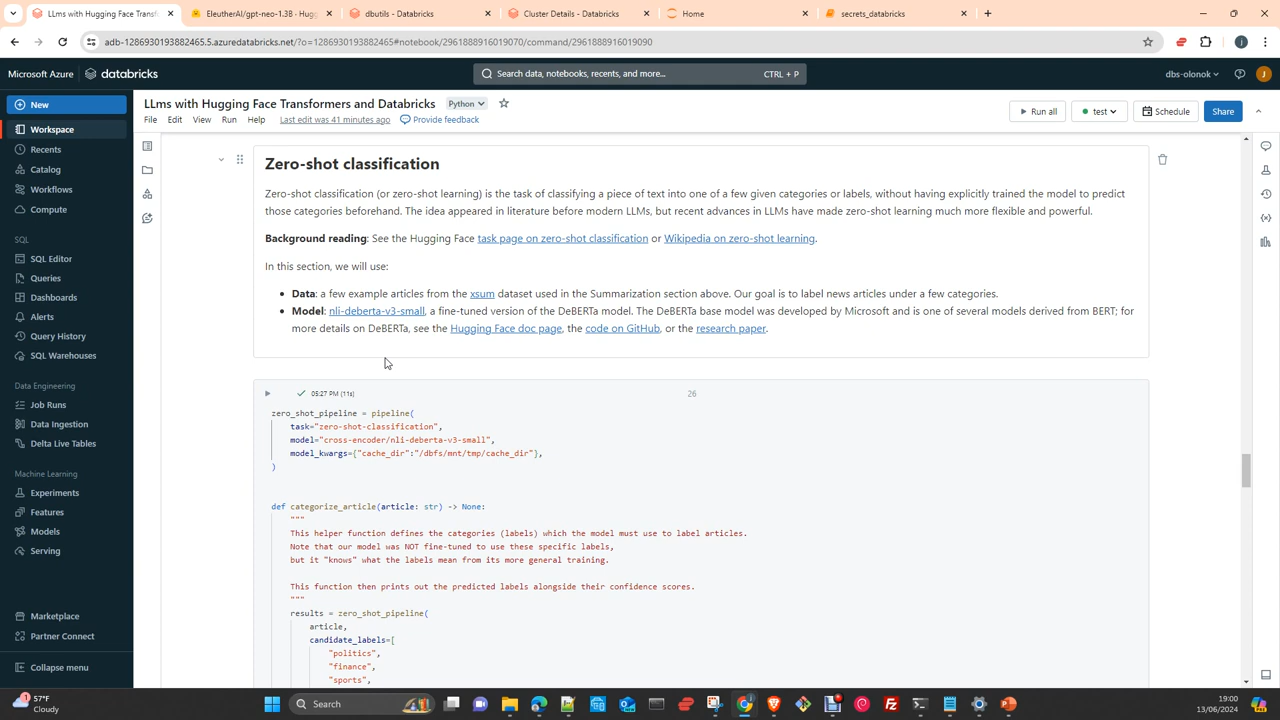 LLms with Hugging Face Transf
EleutherAI/gpt-neo-1.3B - Hugg
dbutils - Databricks
Cluster Details - Databricks
Home
secrets_databricks
adb-1286930193882465.5.azuredatabricks.net/?o=1286930193882465#notebook/2961888916019070/command/2961888916019090
Microsoft Azure
databricks
Search data, notebooks, recents, and more...
CTRL + P
dbs-olonok
J
New
Workspace
Recents
Catalog
Workflows
Compute
SQL
SQL Editor
Queries
Dashboards
Alerts
Query History
SQL Warehouses
Data Engineering
Job Runs
Data Ingestion
Delta Live Tables
Machine Learning
Experiments
Features
Models
Serving
Marketplace
Partner Connect
Collapse menu
LLms with Hugging Face Transformers and Databricks
Python
File Edit View Run Help Last edit was 41 minutes ago Provide feedback
Run all
test
Schedule
Share
Zero-shot classification
Zero-shot classification (or zero-shot learning) is the task of classifying a piece of text into one of a few given categories or labels, without having explicitly trained the model to predict
those categories beforehand. The idea appeared in literature before modern LLMs, but recent advances in LLMs have made zero-shot learning much more flexible and powerful.
Background reading: See the Hugging Face task page on zero-shot classification or Wikipedia on zero-shot learning.
In this section, we will use:
• Data: a few example articles from the xsum dataset used in the Summarization section above. Our goal is to label news articles under a few categories.
• Model: nli-deberta-v3-small, a fine-tuned version of the DeBERTa model. The DeBERTa base model was developed by Microsoft and is one of several models derived from BERT; for
more details on DeBERTa, see the Hugging Face doc page, the code on GitHub, or the research paper.
05:27 PM (11s)
26
zero_shot_pipeline = pipeline(
task="zero-shot-classification",
model="cross-encoder/nli-deberta-v3-small",
model_kwargs={"cache_dir":"/dbfs/mnt/tmp/cache_dir"},
)
def categorize_article(article: str) -> None:
"""
This helper function defines the categories (labels) which the model must use to label articles.
Note that our model was NOT fine-tuned to use these specific labels,
but it "knows" what the labels mean from its more general training.
This function then prints out the predicted labels alongside their confidence scores.
"""
results = zero_shot_pipeline(
article,
candidate_labels=[
"politics",
"finance",
"sports",
1
57°F
Cloudy
Search
19:00
13/06/2024